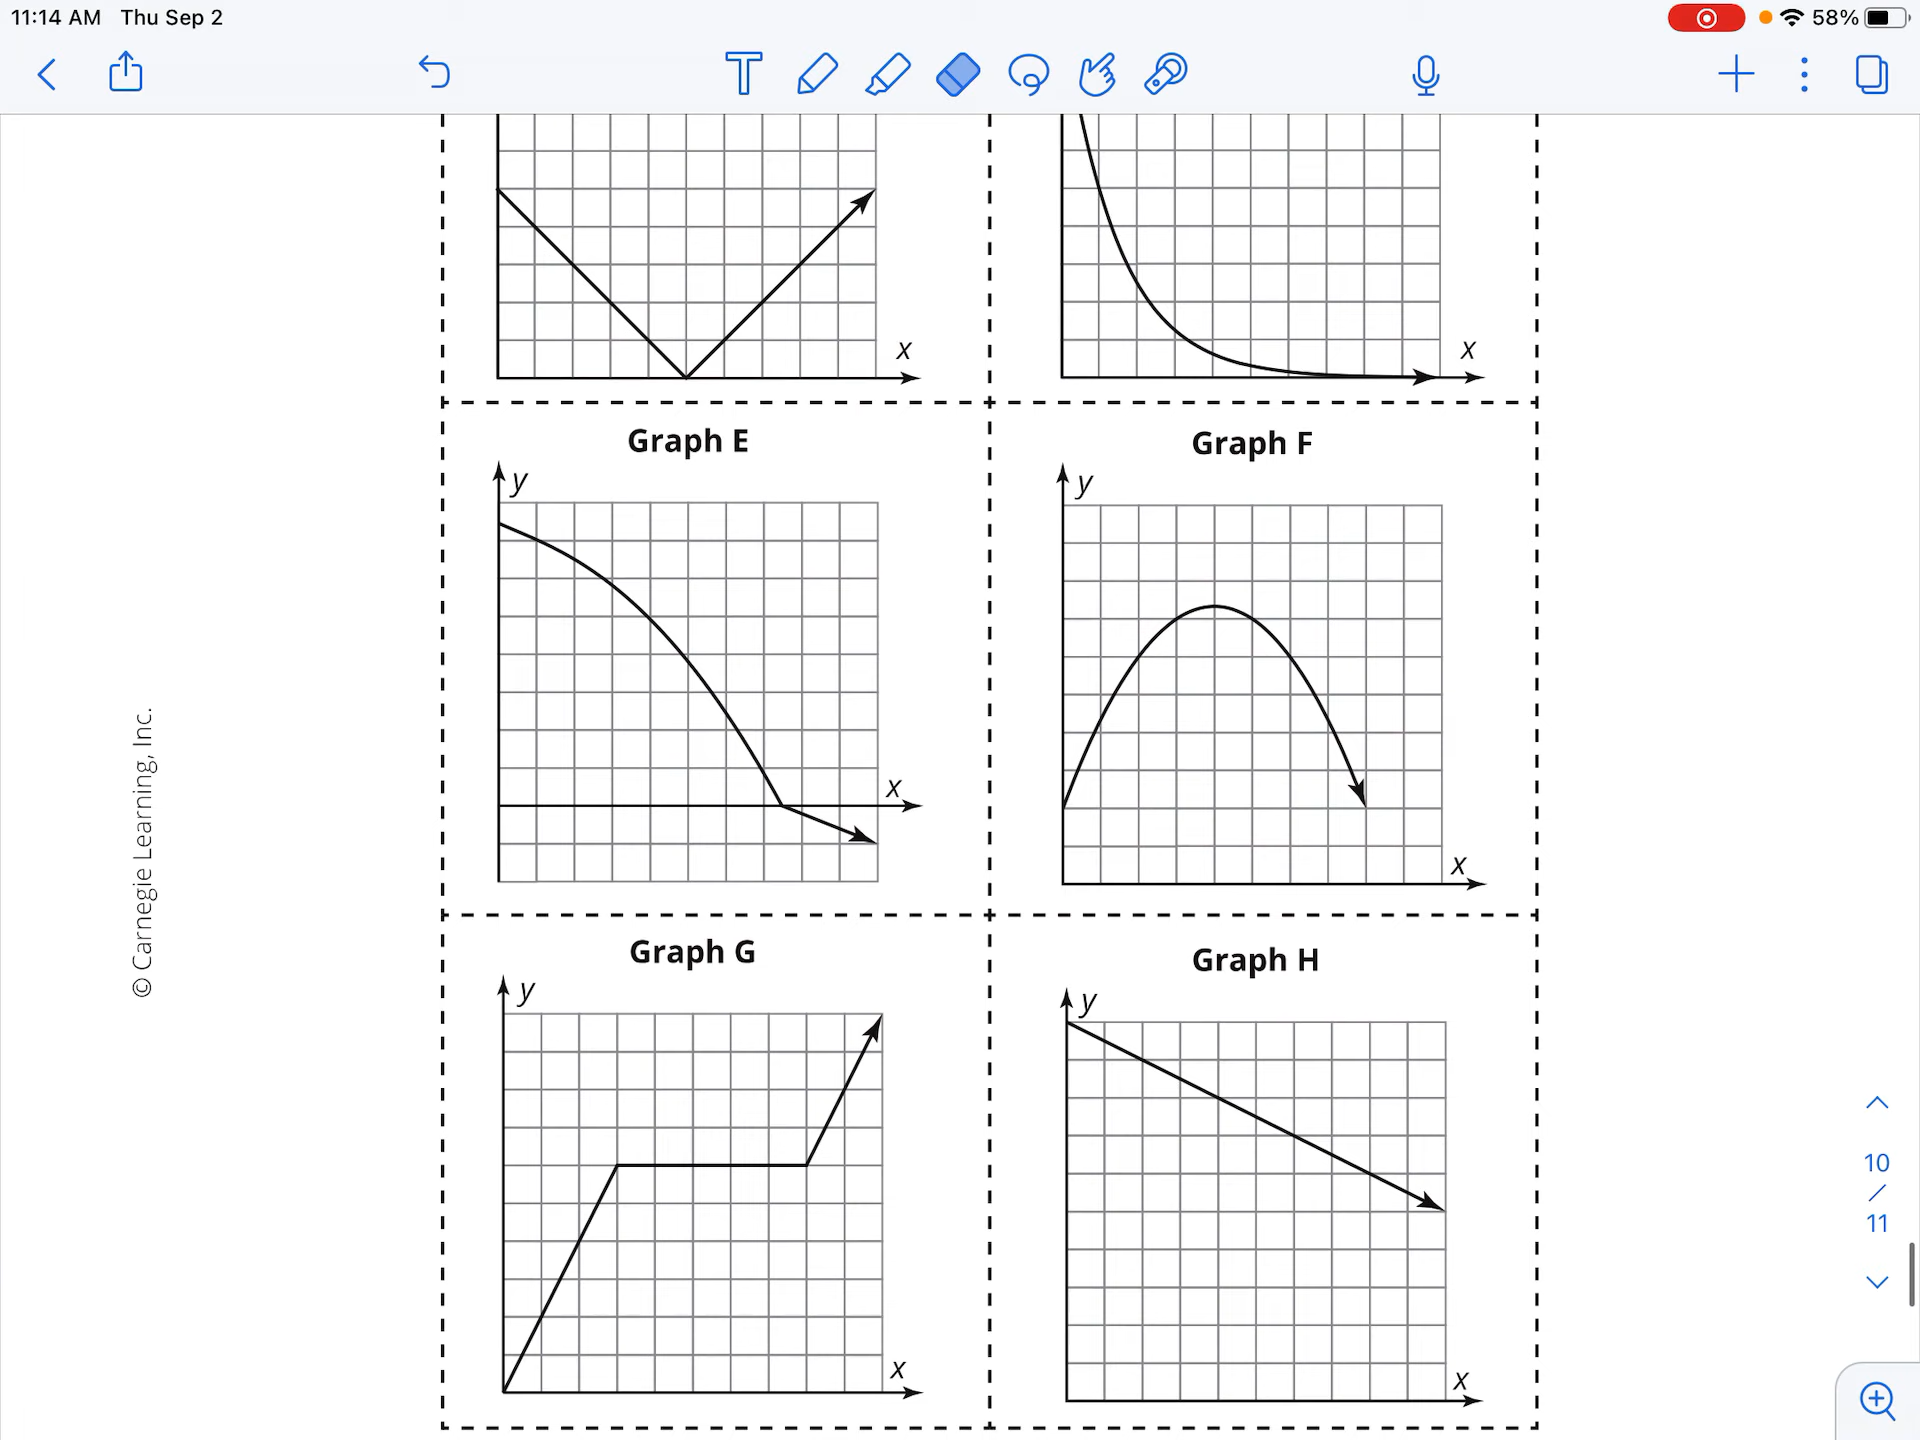 11:14 AM Thu Sep 2
58%
x
x
Graph E
Graph F
y
y
x
x
© Carnegie Learning, Inc.
Graph G
Graph H
y
y
x
x
10
/
11